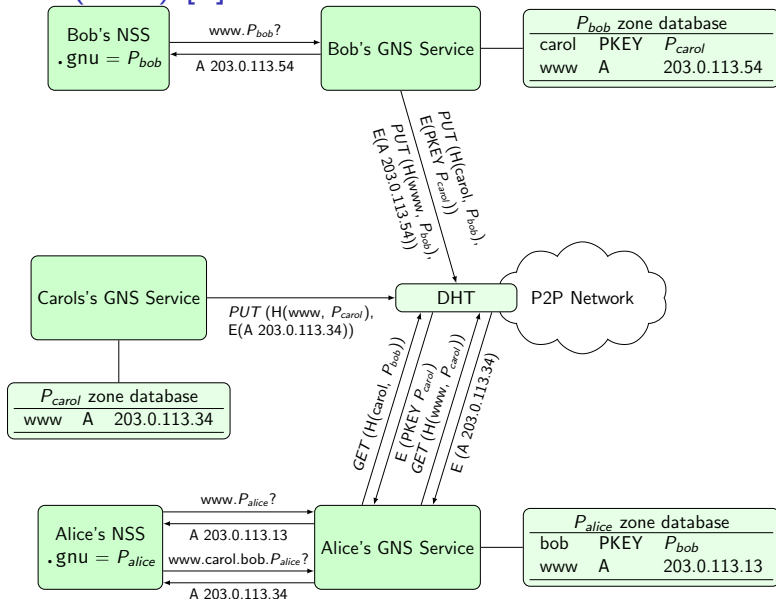 Bob's NSS
.gnu = P_bob
www.P_bob?
A 203.0.113.54
Bob's GNS Service
P_bob zone database
carol PKEY P_carol
www A 203.0.113.54
PUT (H(carol, P_bob),
E(PKEY P_carol))
PUT (H(www, P_bob),
E(A 203.0.113.54))
Carols's GNS Service
PUT (H(www, P_carol),
E(A 203.0.113.34))
DHT
P2P Network
P_carol zone database
www A 203.0.113.34
GET (H(carol, P_bob))
E (PKEY P_carol)
GET (H(www, P_carol))
E (A 203.0.113.34)
Alice's NSS
.gnu = P_alice
www.P_alice?
A 203.0.113.13
www.carol.bob.P_alice?
A 203.0.113.34
Alice's GNS Service
P_alice zone database
bob PKEY P_bob
www A 203.0.113.13